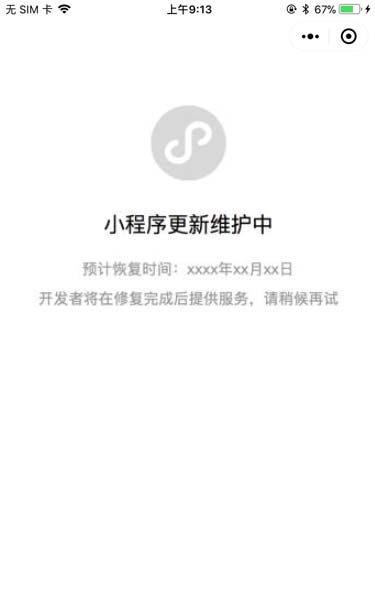 无 SIM 卡
上午9:13
67%
小程序更新维护中
预计恢复时间：xxxx年xx月xx日
开发者将在修复完成后提供服务，请稍候再试